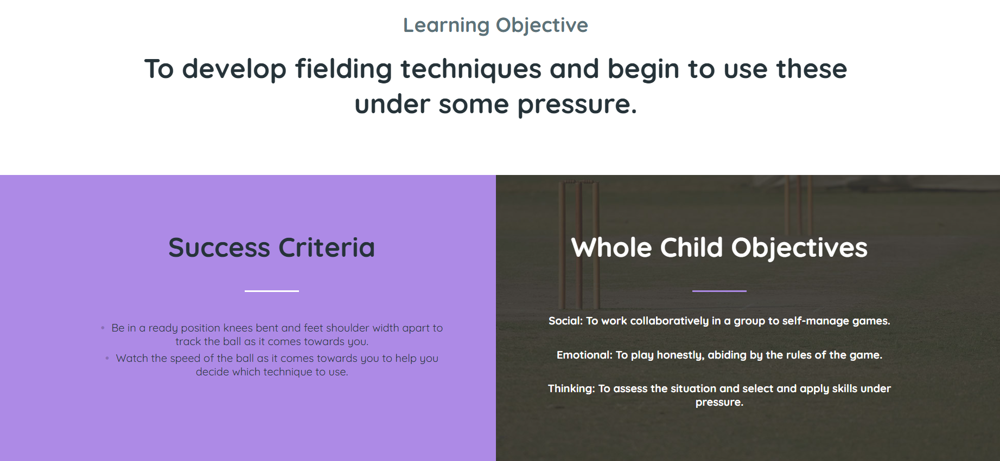 Learning Objective
To develop fielding techniques and begin to use these
under some pressure.
Success Criteria
• Be in a ready position knees bent and feet shoulder width apart to
track the ball as it comes towards you.
• Watch the speed of the ball as it comes towards you to help you
decide which technique to use.
Whole Child Objectives
Social: To work collaboratively in a group to self-manage games.
Emotional: To play honestly, abiding by the rules of the game.
Thinking: To assess the situation and select and apply skills under
pressure.